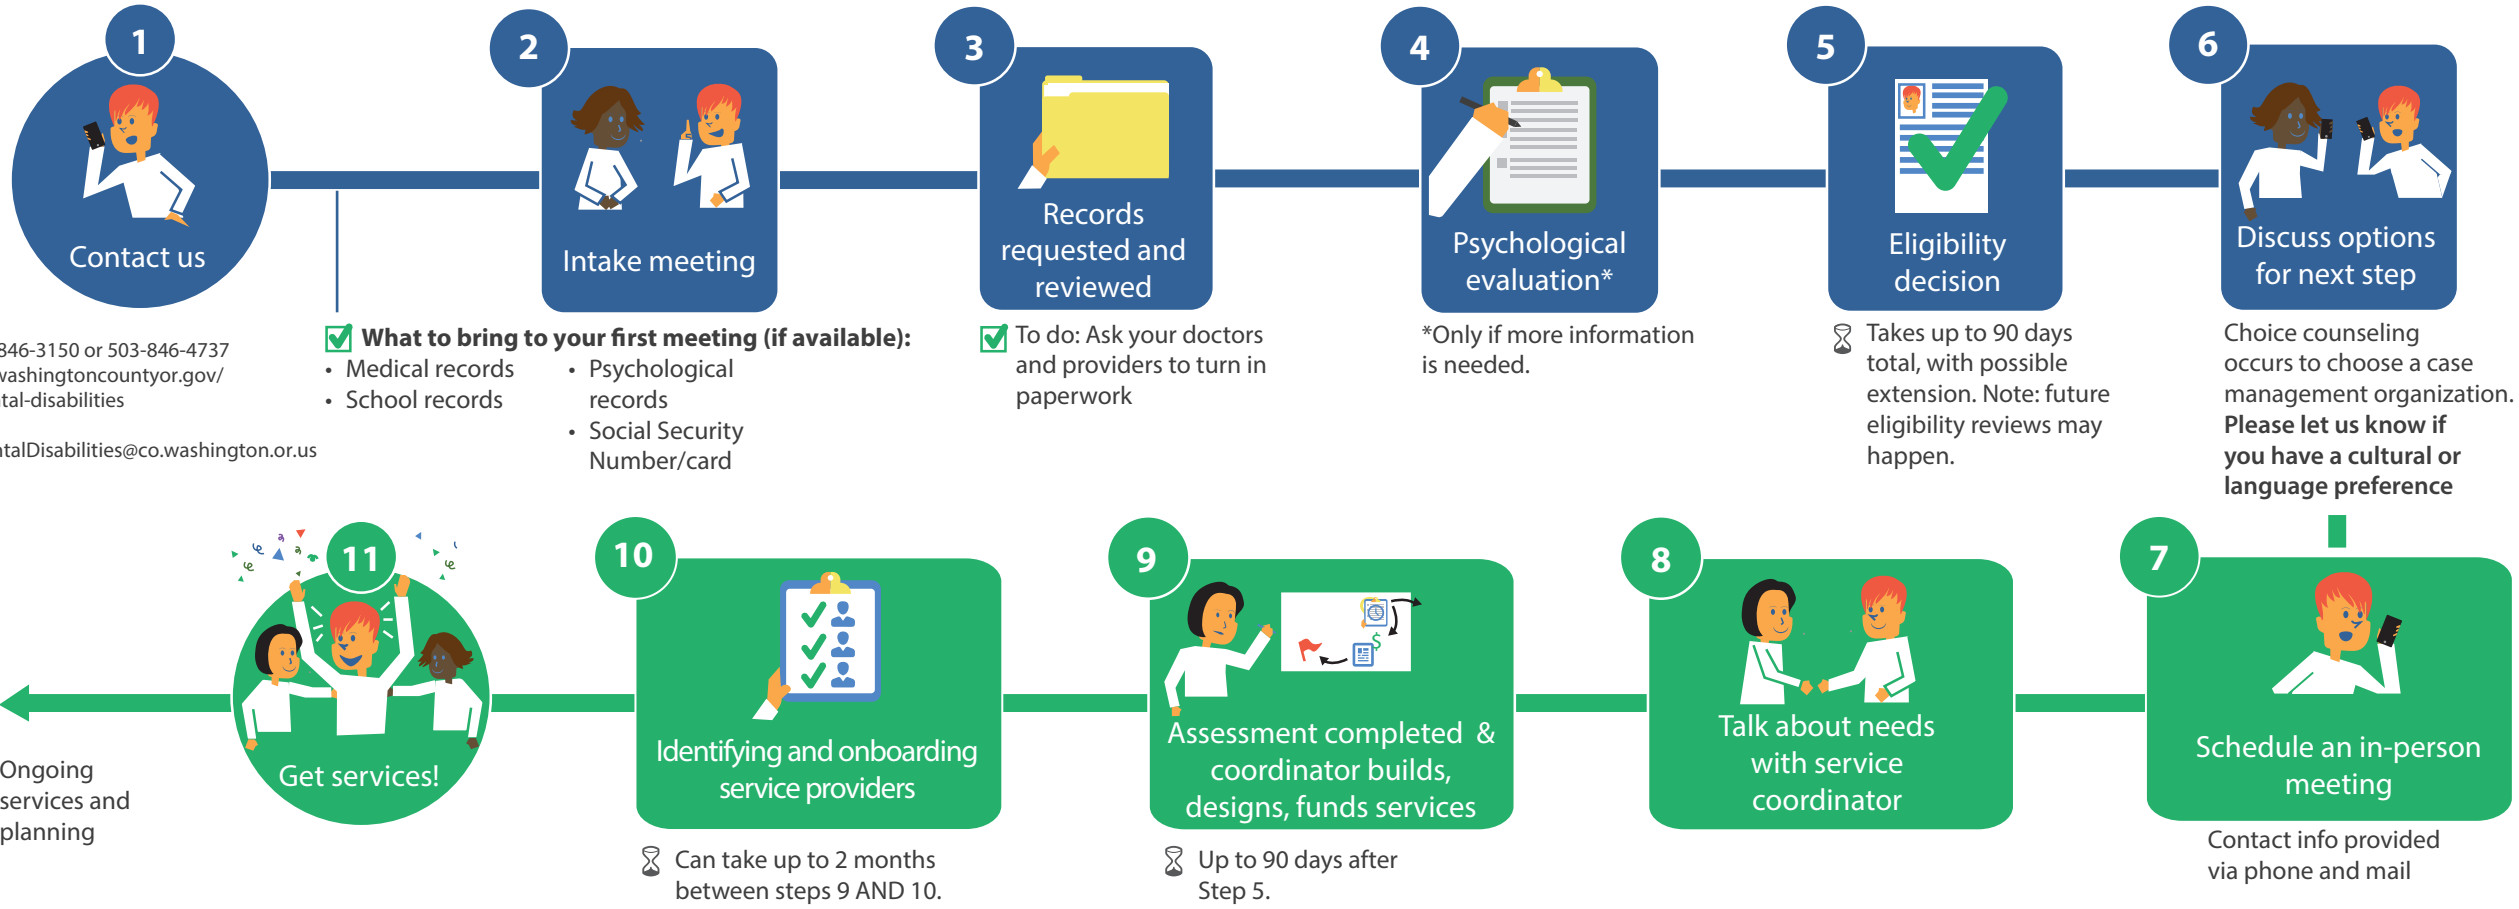 1
Contact us
846-3150 or 503-846-4737
washingtoncountyor.gov/
ntal-disabilities
ntalDisabilities@co.washington.or.us
What to bring to your first meeting (if available):
• Medical records
• School records
• Psychological
records
• Social Security
Number/card
2
Intake meeting
3
Records
requested and
reviewed
To do: Ask your doctors
and providers to turn in
paperwork
4
Psychological
evaluation*
*Only if more information
is needed.
5
Eligibility
decision
Takes up to 90 days
total, with possible
extension. Note: future
eligibility reviews may
happen.
6
Discuss options
for next step
Choice counseling
occurs to choose a case
management organization.
Please let us know if
you have a cultural or
language preference
7
Schedule an in-person
meeting
Contact info provided
via phone and mail
8
Talk about needs
with service
coordinator
9
$
Assessment completed &
coordinator builds,
designs, funds services
Up to 90 days after
Step 5.
10
Identifying and onboarding
service providers
Can take up to 2 months
between steps 9 AND 10.
11
Get services!
Ongoing
services and
planning